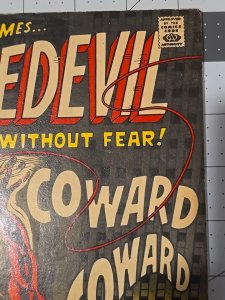 MES...
EDEVIL
APPROVED
BY THE
COMICS
CODE
AUTHORITY
WITHOUT FEAR!
COWARD
COWARD